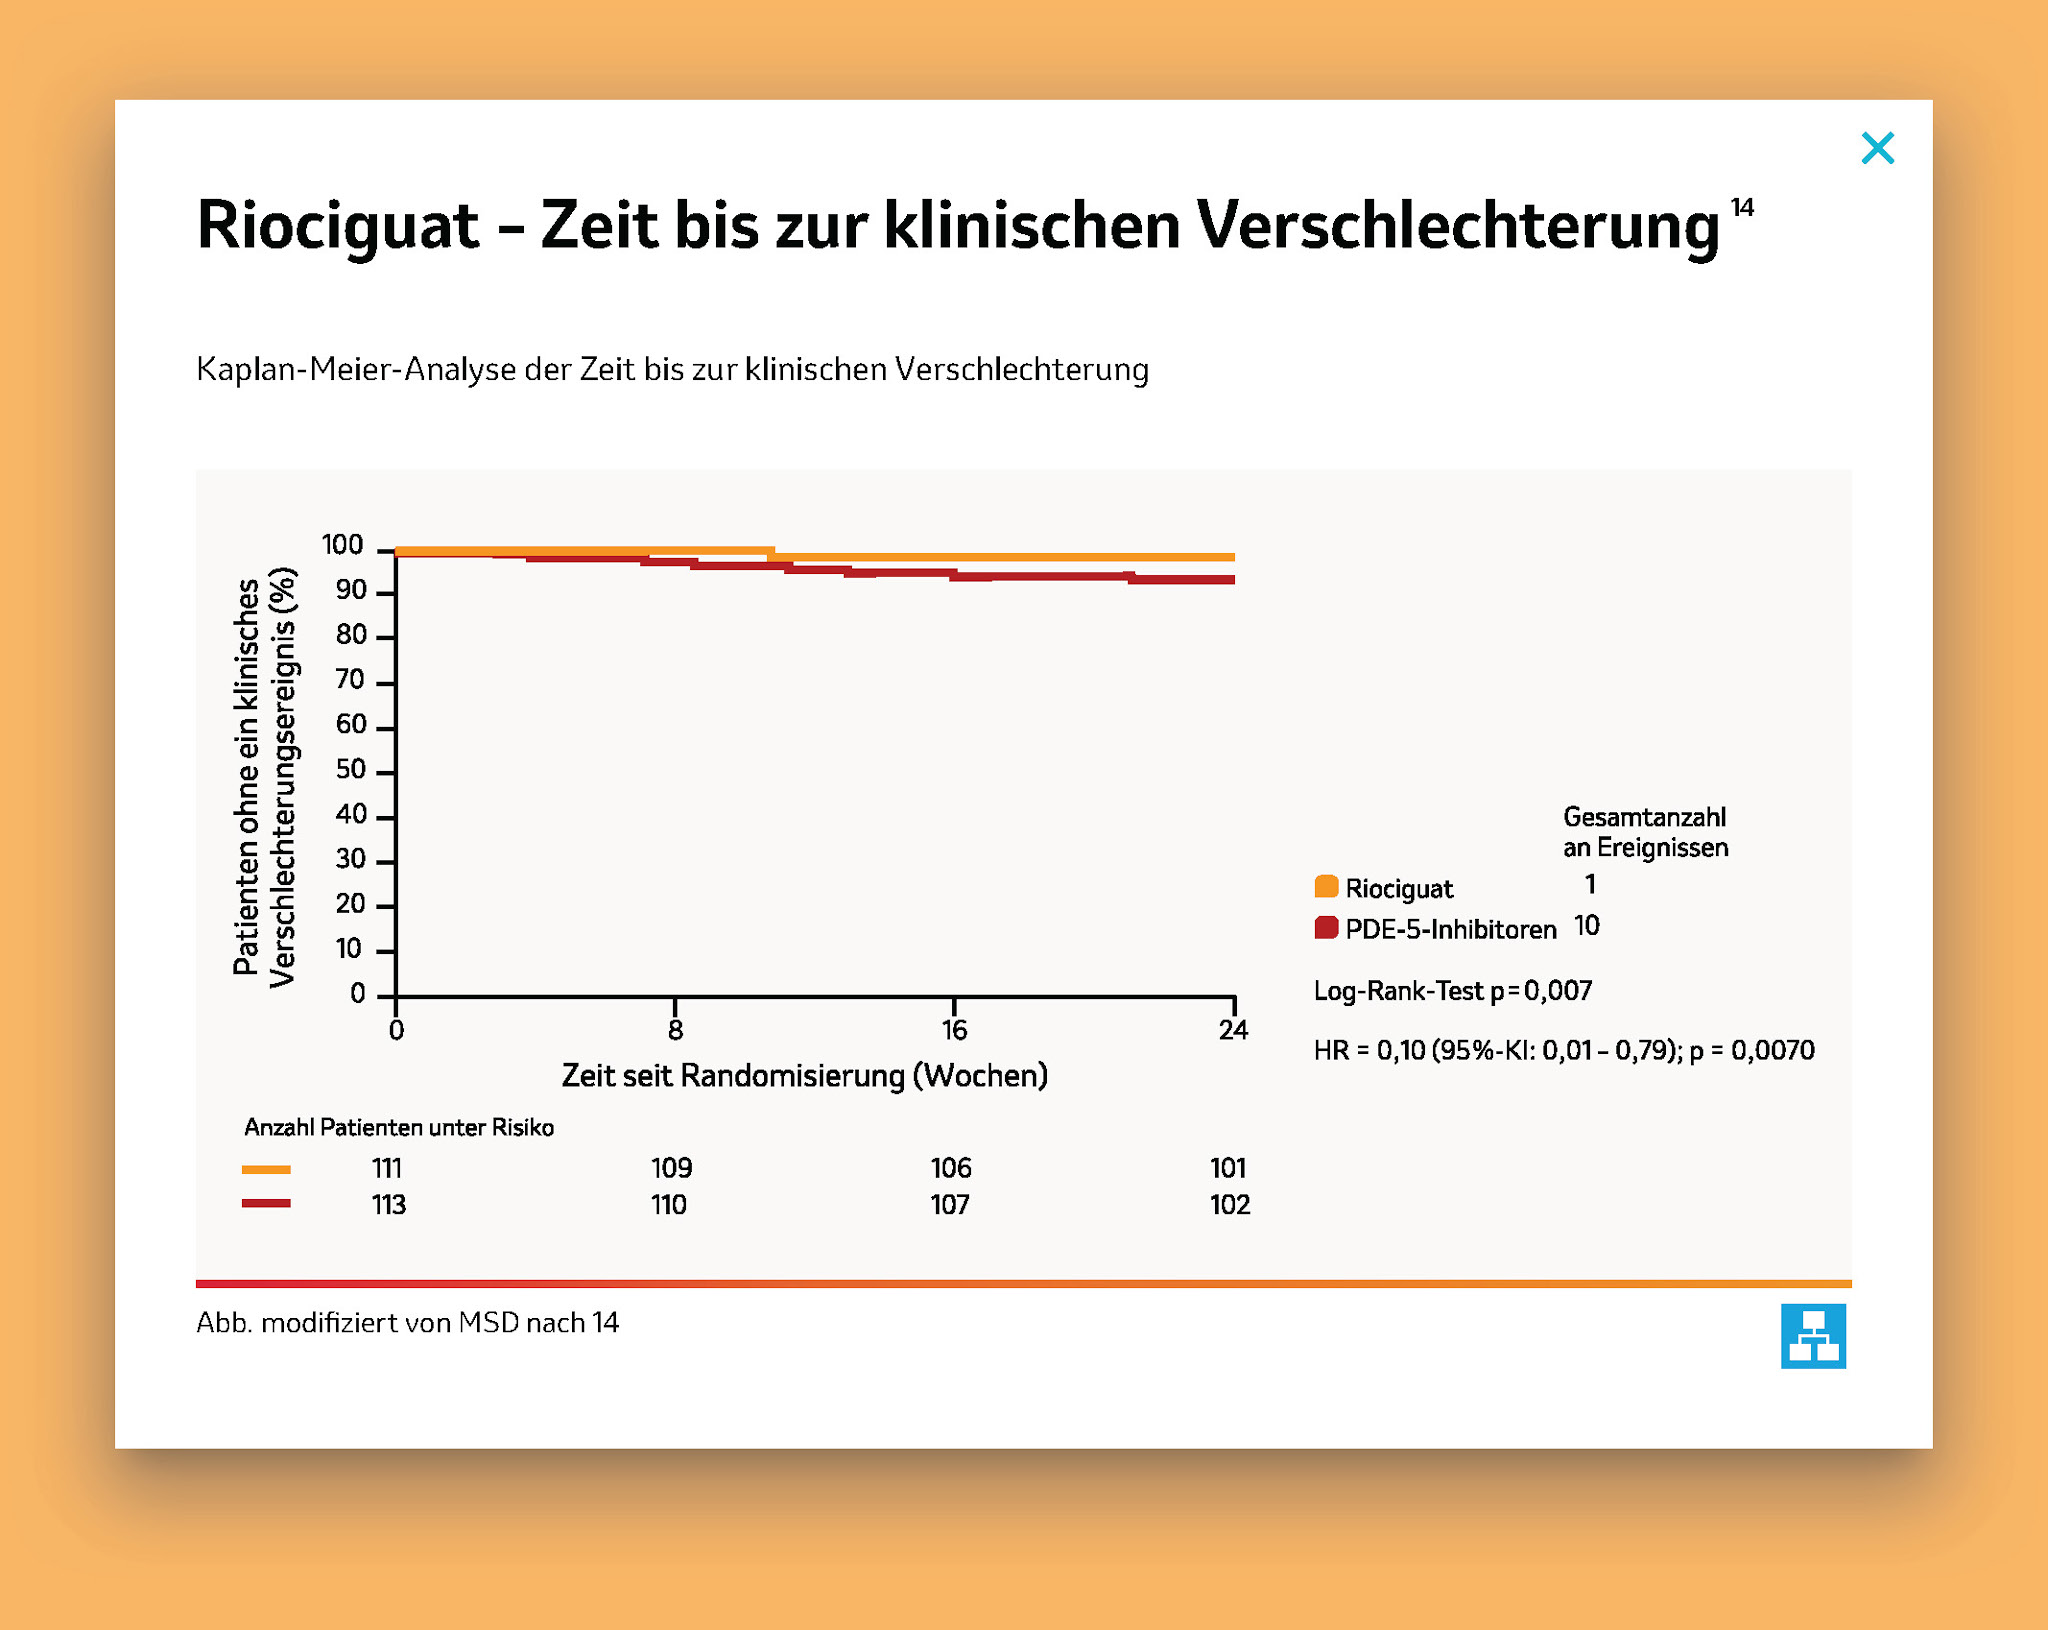 Riociguat – Zeit bis zur klinischen Verschlechterung 14
Kaplan-Meier-Analyse der Zeit bis zur klinischen Verschlechterung
Patienten ohne ein klinisches
Verschlechterungsereignis (%)
100
90
80
70
60
50
40
30
20
10
0
0 8 16 24
Zeit seit Randomisierung (Wochen)
Gesamtanzahl
an Ereignissen
Riociguat 1
PDE-5-Inhibitoren 10
Log-Rank-Test p=0,007
HR = 0,10 (95%-KI: 0,01 – 0,79); p = 0,0070
Anzahl Patienten unter Risiko
111 109 106 101
113 110 107 102
Abb. modifiziert von MSD nach 14